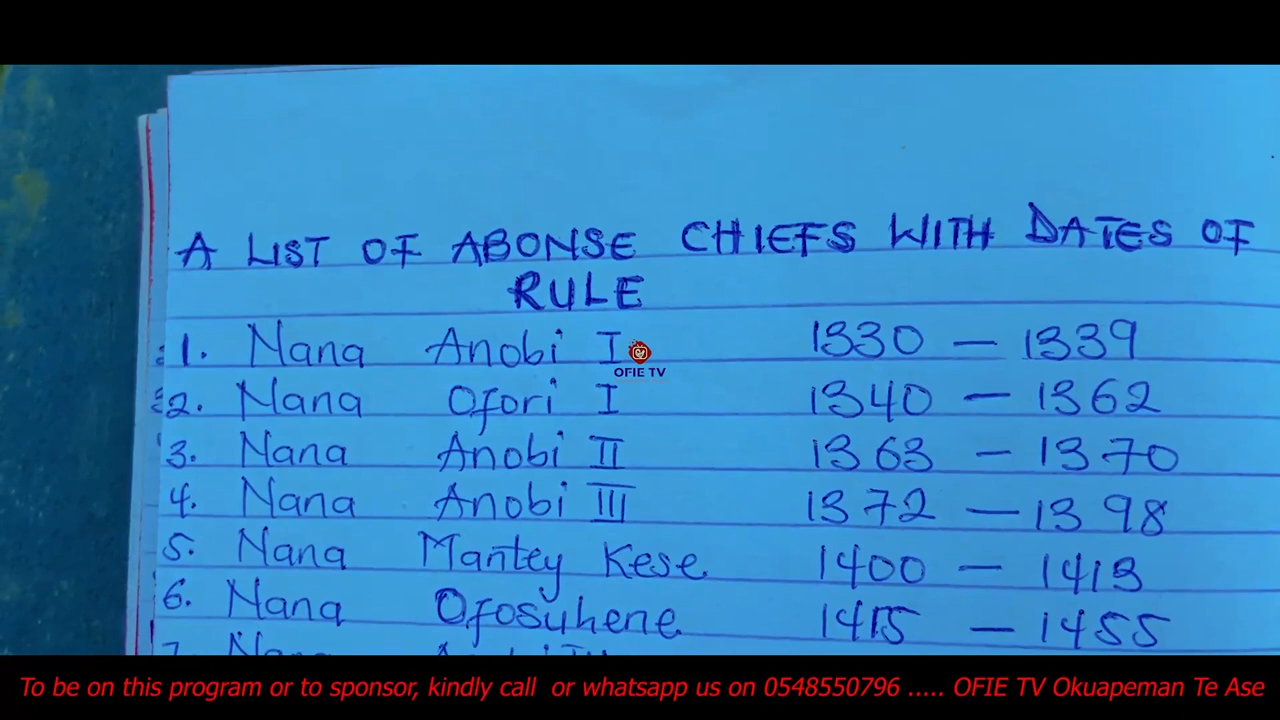 A LIST OF ABONSE CHIEFS WITH DATES OF
RULE
1. Nana Anobi I 1330 — 1339
OFIE TV
2. Nana Ofori I 1340 — 1362
3. Nana Anobi II 1363 — 1370
4. Nana Anobi III 1372 — 1398
5. Nana Mantey Kese 1400 — 1413
6. Nana Ofosuhene 1415 — 1455
7. Nana
To be on this program or to sponsor, kindly call or whatsapp us on 0548550796 ..... OFIE TV Okuapeman Te Ase